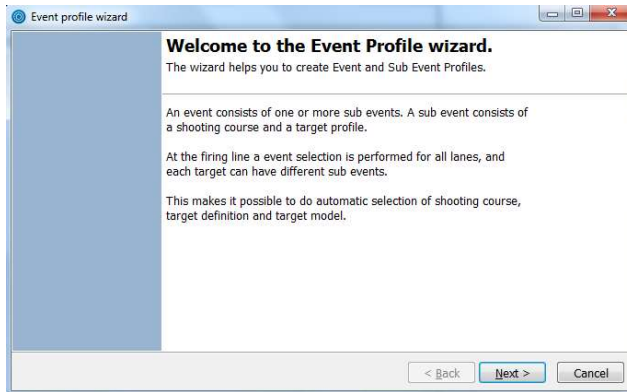 Event profile wizard
Welcome to the Event Profile wizard.
The wizard helps you to create Event and Sub Event Profiles.
An event consists of one or more sub events. A sub event consists of
a shooting course and a target profile.
At the firing line a event selection is performed for all lanes, and
each target can have different sub events.
This makes it possible to do automatic selection of shooting course,
target definition and target model.
< Back
Next >
Cancel